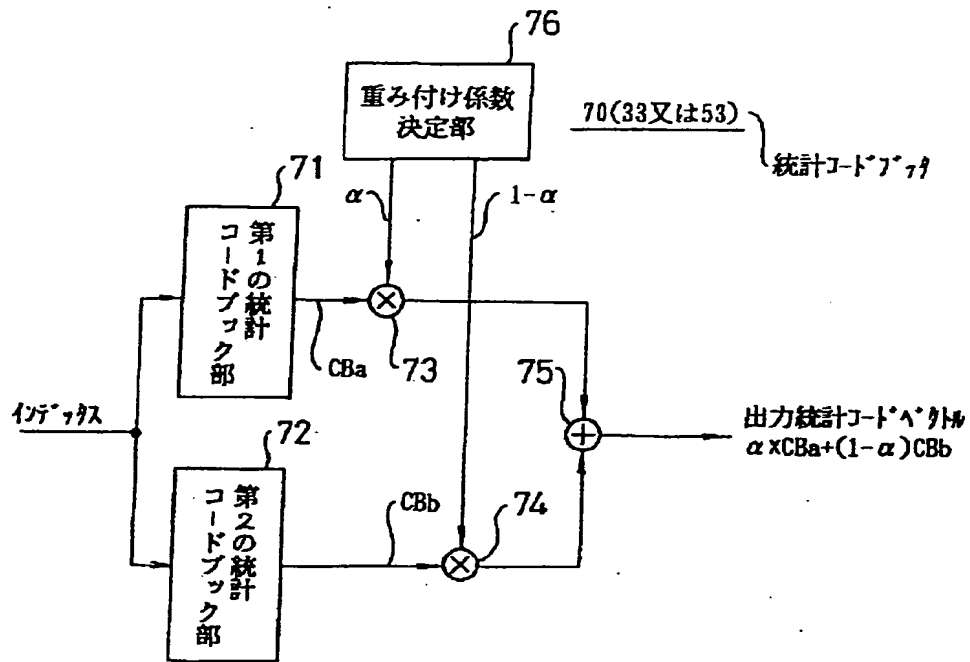 76
重み付け係数
決定部
70(33又は53)
統計コードブック
71
α
1-α
第1の統計
コードブック部
CBa
73
75
インデックス
出力統計コードベクトル
α×CBa+(1-α)CBb
72
第2の統計
コードブック部
CBb
74